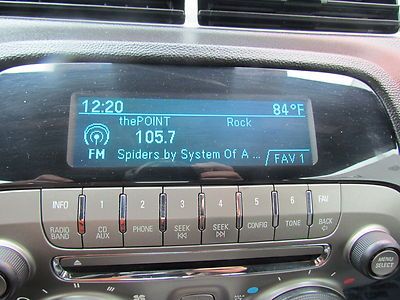 12:20 84°F
thePOINT Rock
105.7
FM Spiders by System Of A ... FAV 1
INFO 1 2 3 4 5 6 FAV
RADIO BAND CD AUX PHONE SEEK SEEK CONFIG TONE BACK
MENU SELECT